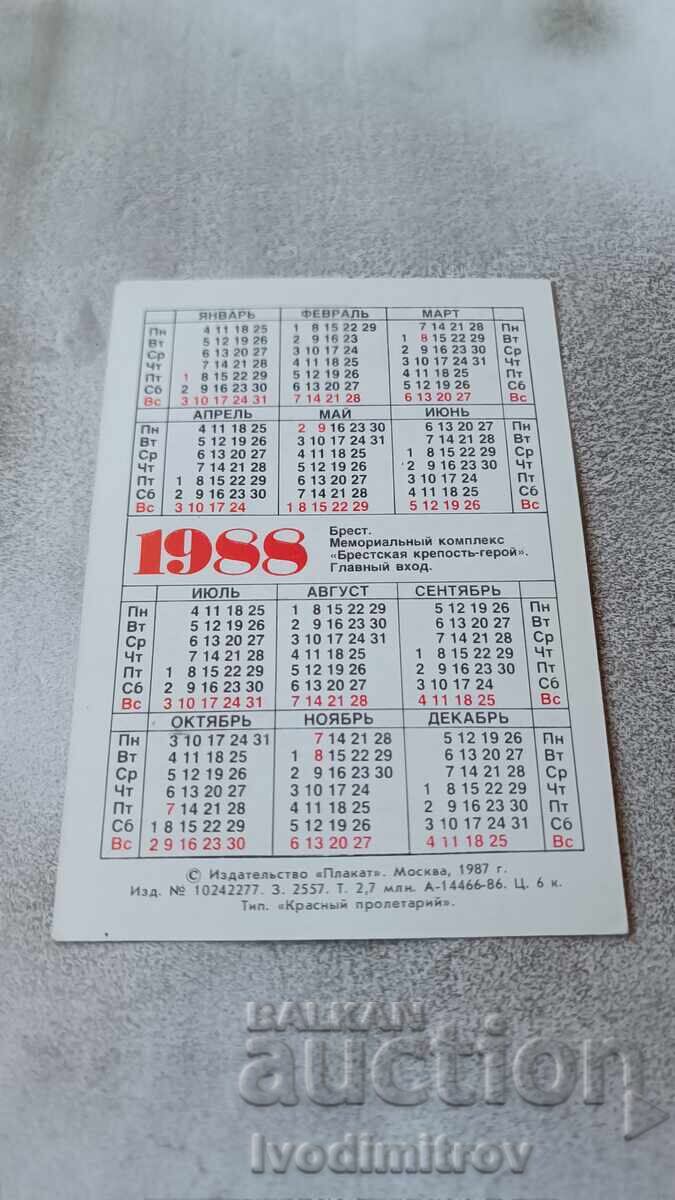 ЯНВАРЬ ФЕВРАЛЬ МАРТ
Пн 4 11 18 25 1 8 15 22 29 7 14 21 28 Пн
Вт 5 12 19 26 2 9 16 23 1 8 15 22 29 Вт
Ср 6 13 20 27 3 10 17 24 2 9 16 23 30 Ср
Чт 7 14 21 28 4 11 18 25 3 10 17 24 31 Чт
Пт 1 8 15 22 29 5 12 19 26 4 11 18 25 Пт
Сб 2 9 16 23 30 6 13 20 27 5 12 19 26 Сб
Вс 3 10 17 24 31 7 14 21 28 6 13 20 27 Вс
АПРЕЛЬ МАЙ ИЮНЬ
Пн 4 11 18 25 2 9 16 23 30 6 13 20 27 Пн
Вт 5 12 19 26 3 10 17 24 31 7 14 21 28 Вт
Ср 6 13 20 27 4 11 18 25 1 8 15 22 29 Ср
Чт 7 14 21 28 5 12 19 26 2 9 16 23 30 Чт
Пт 1 8 15 22 29 6 13 20 27 3 10 17 24 Пт
Сб 2 9 16 23 30 7 14 21 28 4 11 18 25 Сб
Вс 3 10 17 24 1 8 15 22 29 5 12 19 26 Вс
1988
Брест.
Мемориальный комплекс
«Брестская крепость-герой».
Главный вход.
ИЮЛЬ АВГУСТ СЕНТЯБРЬ
Пн 4 11 18 25 1 8 15 22 29 5 12 19 26 Пн
Вт 5 12 19 26 2 9 16 23 30 6 13 20 27 Вт
Ср 6 13 20 27 3 10 17 24 31 7 14 21 28 Ср
Чт 7 14 21 28 4 11 18 25 1 8 15 22 29 Чт
Пт 1 8 15 22 29 5 12 19 26 2 9 16 23 30 Пт
Сб 2 9 16 23 30 6 13 20 27 3 10 17 24 Сб
Вс 3 10 17 24 31 7 14 21 28 4 11 18 25 Вс
ОКТЯБРЬ НОЯБРЬ ДЕКАБРЬ
Пн 3 10 17 24 31 7 14 21 28 5 12 19 26 Пн
Вт 4 11 18 25 1 8 15 22 29 6 13 20 27 Вт
Ср 5 12 19 26 2 9 16 23 30 7 14 21 28 Ср
Чт 6 13 20 27 3 10 17 24 1 8 15 22 29 Чт
Пт 7 14 21 28 4 11 18 25 2 9 16 23 30 Пт
Сб 1 8 15 22 29 5 12 19 26 3 10 17 24 31 Сб
Вс 2 9 16 23 30 6 13 20 27 4 11 18 25 Вс
© Издательство «Плакат». Москва, 1987 г.
Изд. № 10242277. З. 2557. Т. 2,7 млн. А-14466-86. Ц. 6 к.
Тип. «Красный пролетарий».
BALKAN
auction
Ivodimitrov